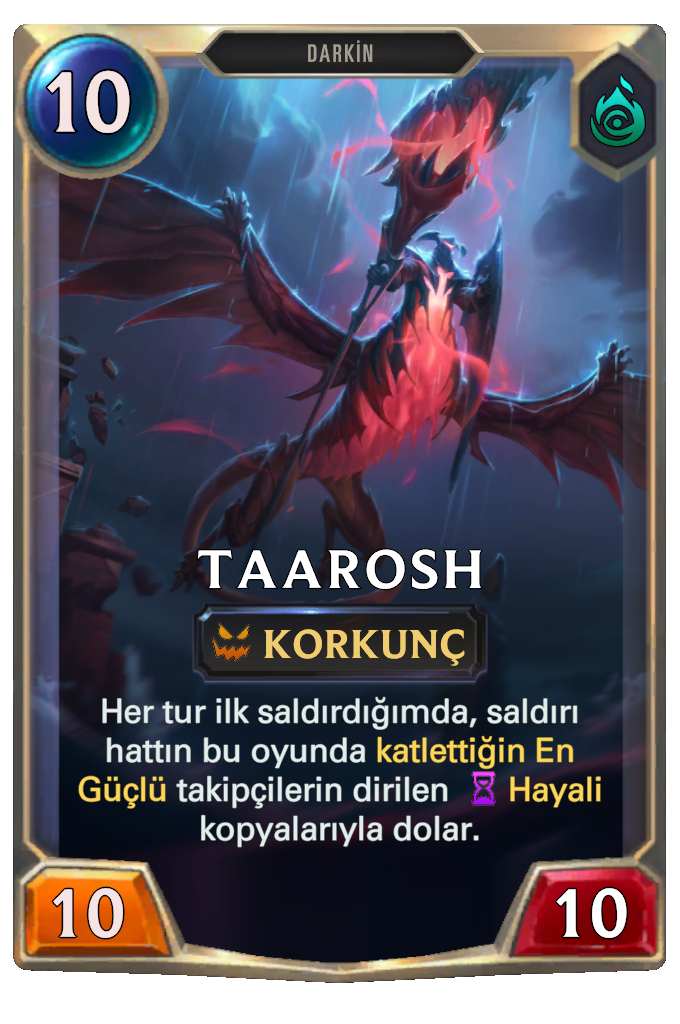 10
DARKİN
TAAROSH
KORKUNÇ
Her tur ilk saldırdığımda, saldırı
hattın bu oyunda katlettiğin En
Güçlü takipçilerin dirilen Hayali
kopyalarıyla dolar.
10
10